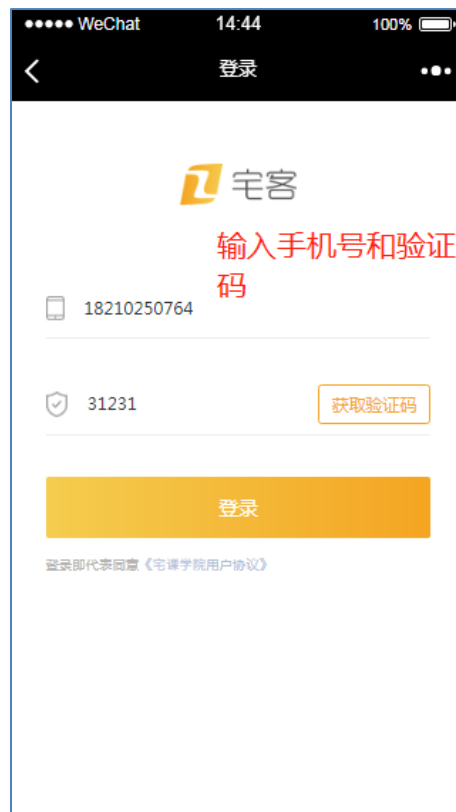 ●●●●● WeChat 14:44 100%
登录
宅客
输入手机号和验证
码
18210250764
31231 获取验证码
登录
登录即代表同意《宅课学院用户协议》